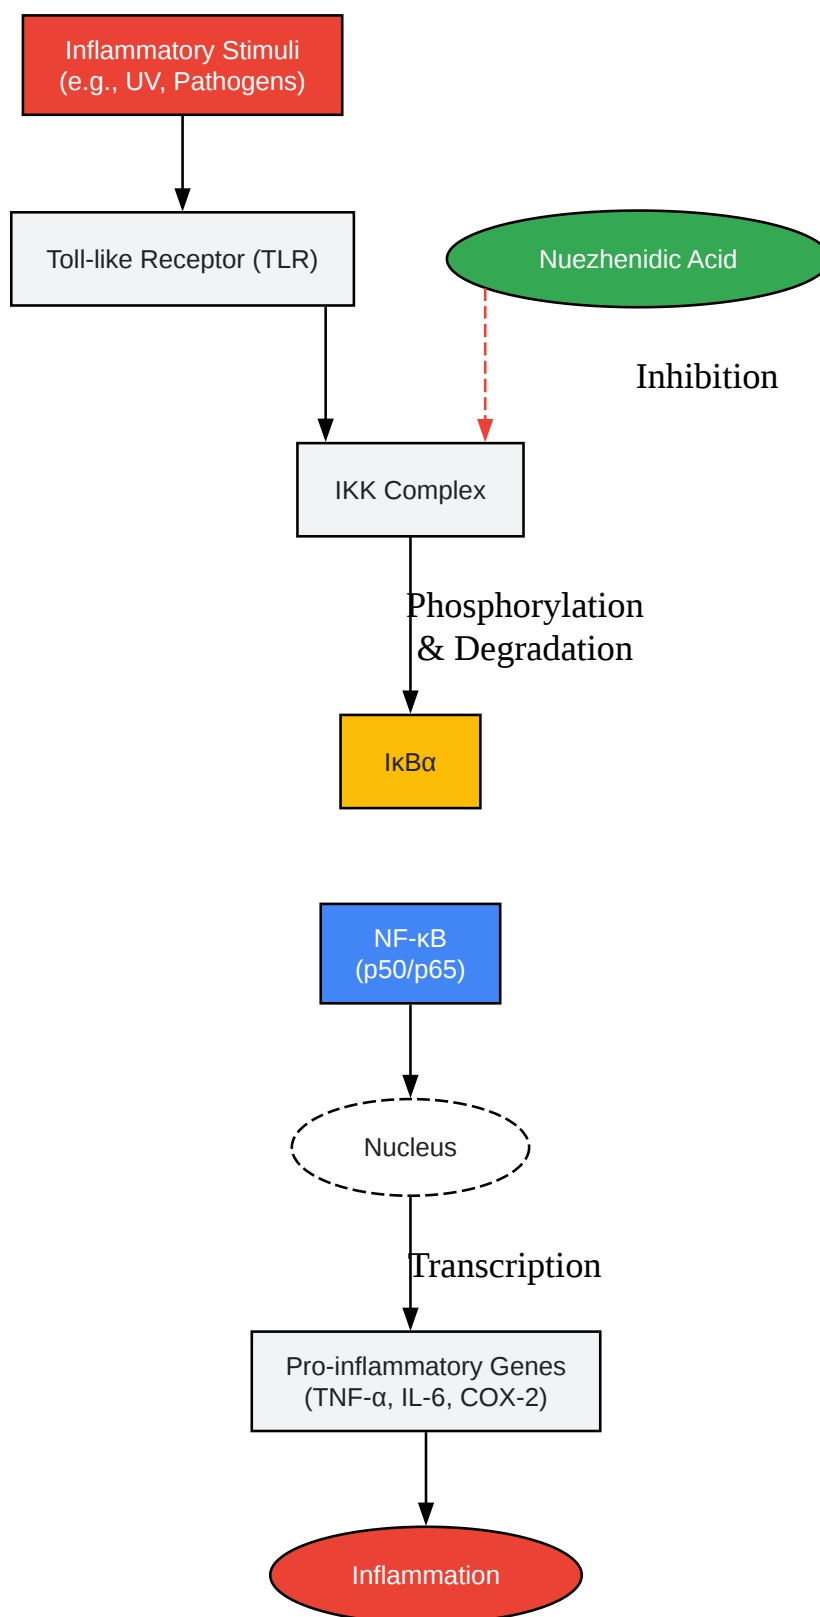 Inflammatory Stimuli
(e.g., UV, Pathogens)
Toll-like Receptor (TLR)
Nuezhenidic Acid
Inhibition
IKK Complex
Phosphorylation
& Degradation
IκBα
NF-κB
(p50/p65)
Nucleus
Transcription
Pro-inflammatory Genes
(TNF-α, IL-6, COX-2)
Inflammation